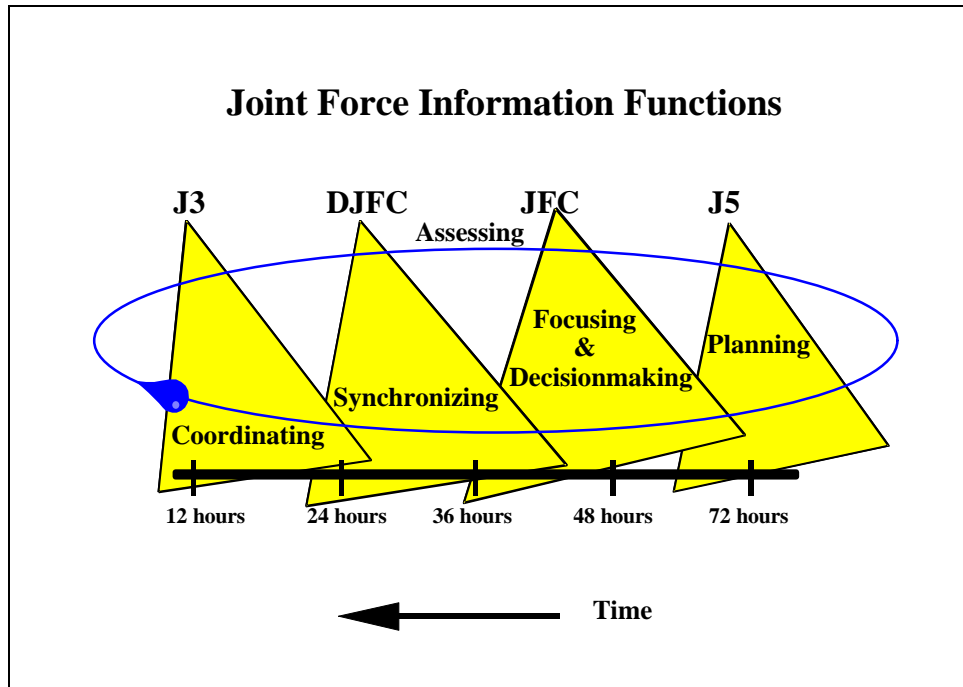 Joint Force Information Functions
J3 DJFC JFC J5
Assessing
Focusing
&
Decisionmaking
Planning
Synchronizing
Coordinating
12 hours 24 hours 36 hours 48 hours 72 hours
Time